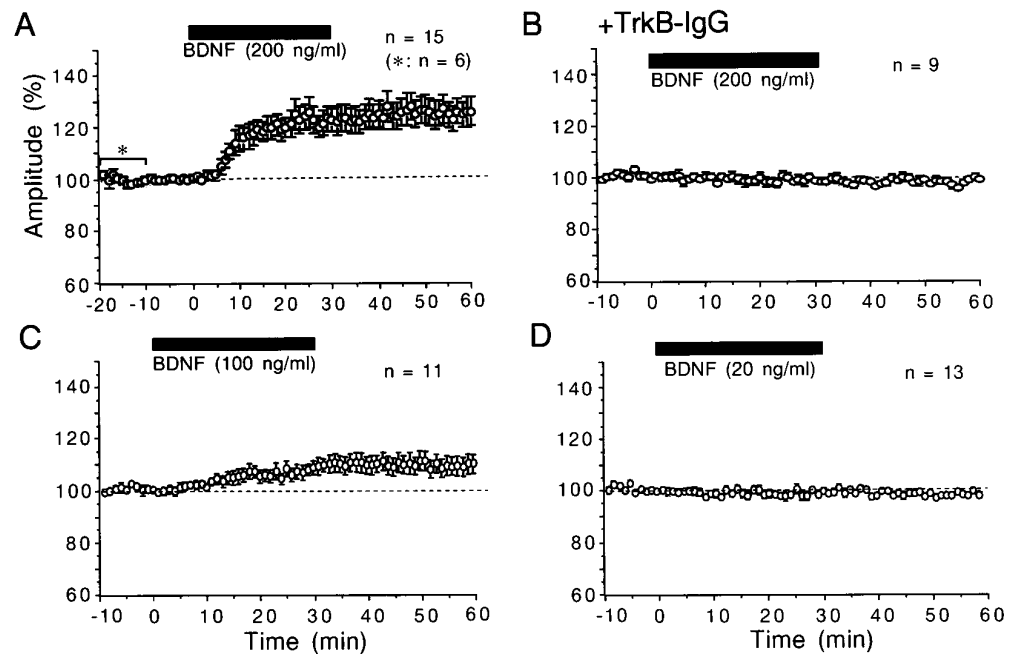 A
BDNF (200 ng/ml)
n = 15
(*: n = 6)
Amplitude (%)
140
120
100
80
60
*
-20 -10 0 10 20 30 40 50 60
B
+TrkB-IgG
BDNF (200 ng/ml)
n = 9
140
120
100
80
60
-10 0 10 20 30 40 50 60
C
BDNF (100 ng/ml)
n = 11
140
120
100
80
60
-10 0 10 20 30 40 50 60
Time (min)
D
BDNF (20 ng/ml)
n = 13
140
120
100
80
60
-10 0 10 20 30 40 50 60
Time (min)